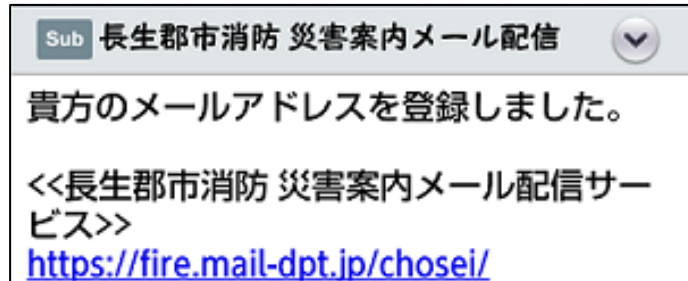 Sub 長生郡市消防 災害案内メール配信
貴方のメールアドレスを登録しました。
<<長生郡市消防 災害案内メール配信サー
ビス>>
https://fire.mail-dpt.jp/chosei/